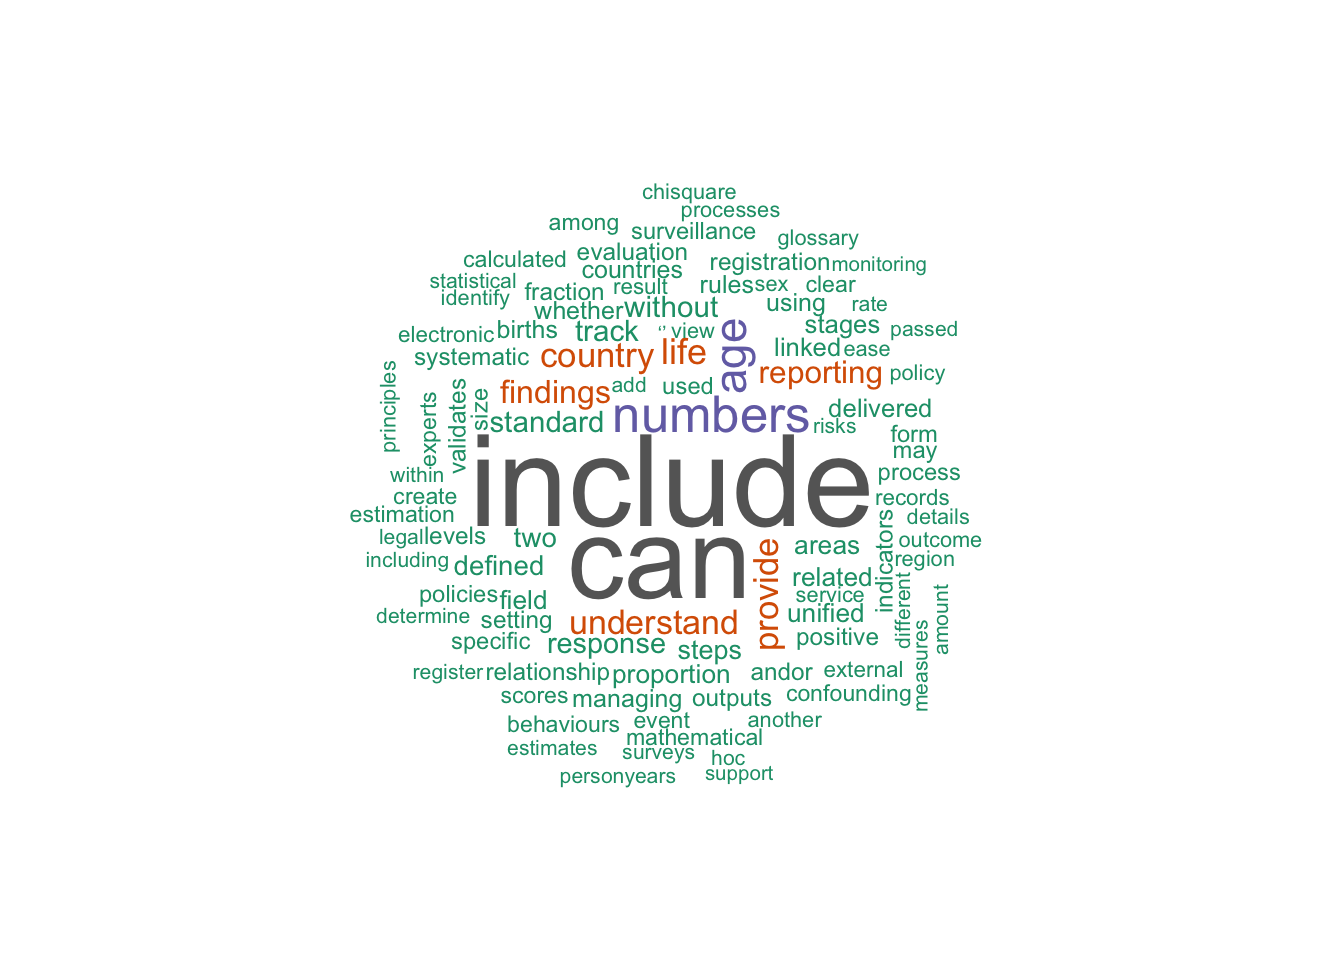 chisquare
processes
among
surveillance
glossary
evaluation
calculated
countries
registration
monitoring
statistical
fraction
result
rules
sex
clear
identify
whether
without
using
rate
electronic
births
track
‘’
view
stages
passed
systematic
country
life
age
linked
ease
reporting
policy
principles
findings
add
used
experts
validates
size
standard
numbers
delivered
risks
form
may
include
within
process
create
records
estimation
details
legal
levels
two
can
provide
areas
indicators
outcome
including
defined
region
related
policies
field
service
different
amount
determine
setting
understand
unified
specific
response
steps
positive
measures
register
relationship
proportion
andor
external
scores
managing
outputs
confounding
behaviours
event
another
mathematical
estimates
surveys
hoc
personyears
support